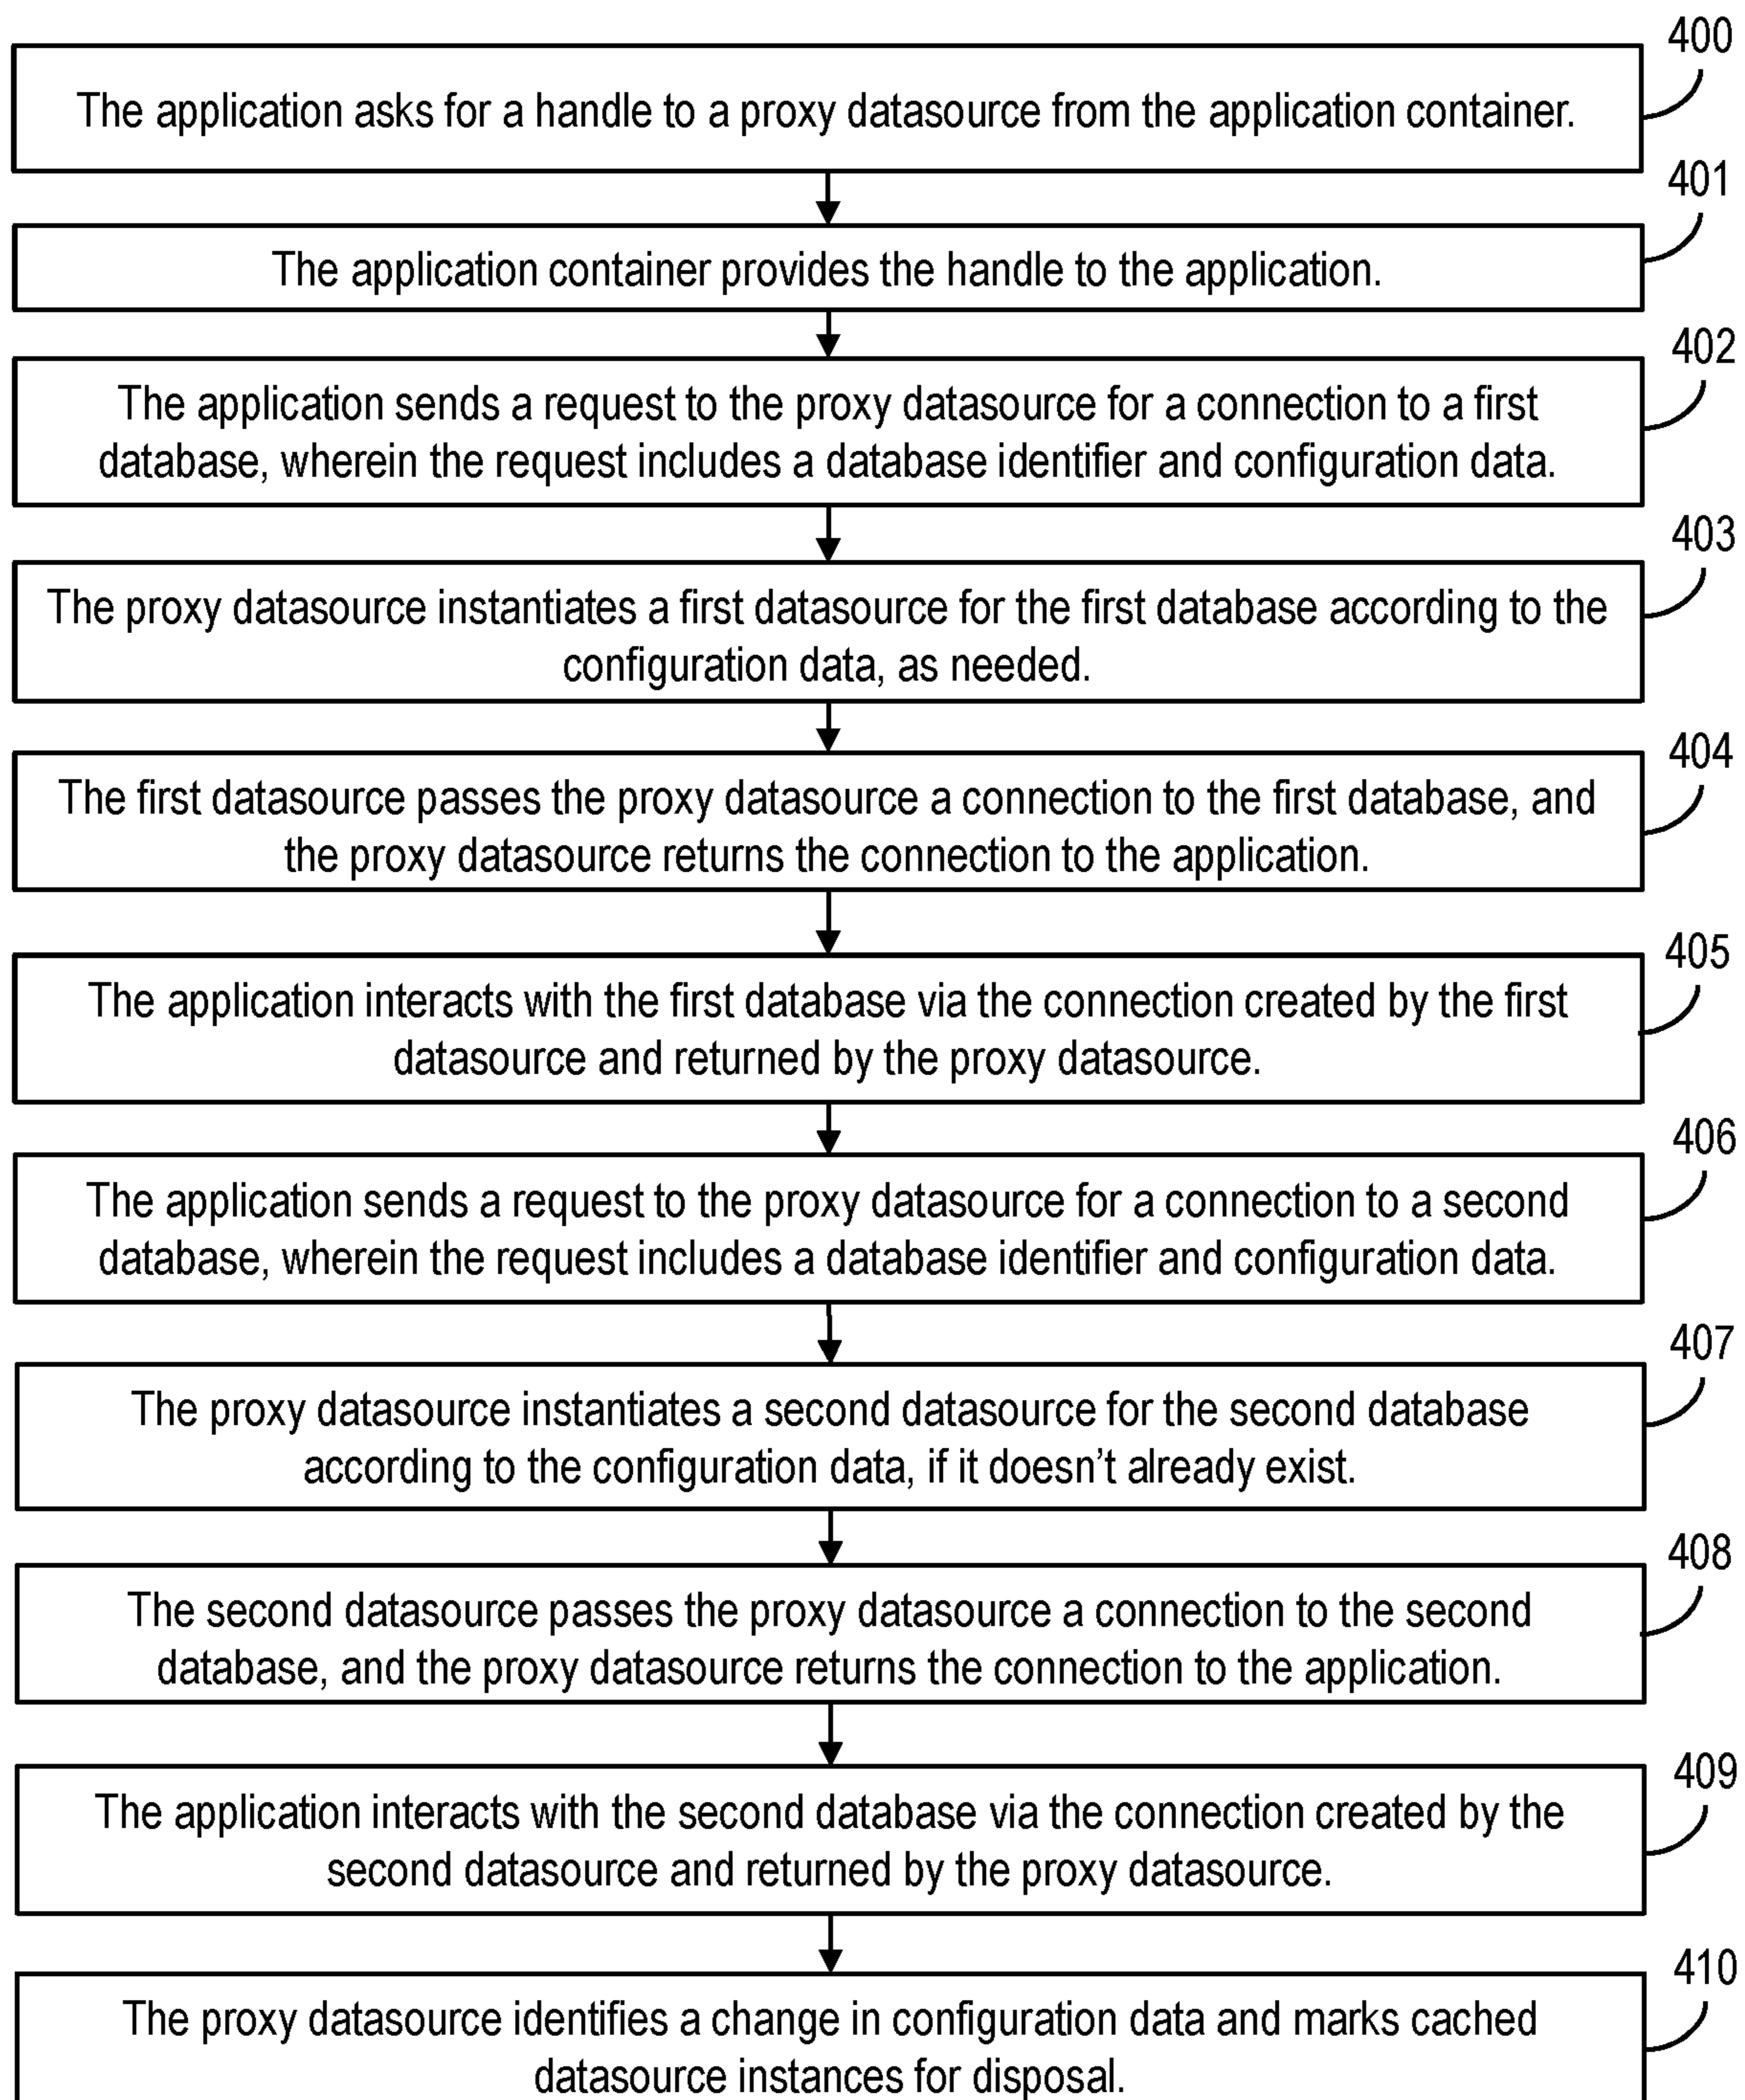 400
The application asks for a handle to a proxy datasource from the application container.
401
The application container provides the handle to the application.
402
The application sends a request to the proxy datasource for a connection to a first
database, wherein the request includes a database identifier and configuration data.
403
The proxy datasource instantiates a first datasource for the first database according to the
configuration data, as needed.
404
The first datasource passes the proxy datasource a connection to the first database, and
the proxy datasource returns the connection to the application.
405
The application interacts with the first database via the connection created by the first
datasource and returned by the proxy datasource.
406
The application sends a request to the proxy datasource for a connection to a second
database, wherein the request includes a database identifier and configuration data.
407
The proxy datasource instantiates a second datasource for the second database
according to the configuration data, if it doesn’t already exist.
408
The second datasource passes the proxy datasource a connection to the second
database, and the proxy datasource returns the connection to the application.
409
The application interacts with the second database via the connection created by the
second datasource and returned by the proxy datasource.
410
The proxy datasource identifies a change in configuration data and marks cached
datasource instances for disposal.